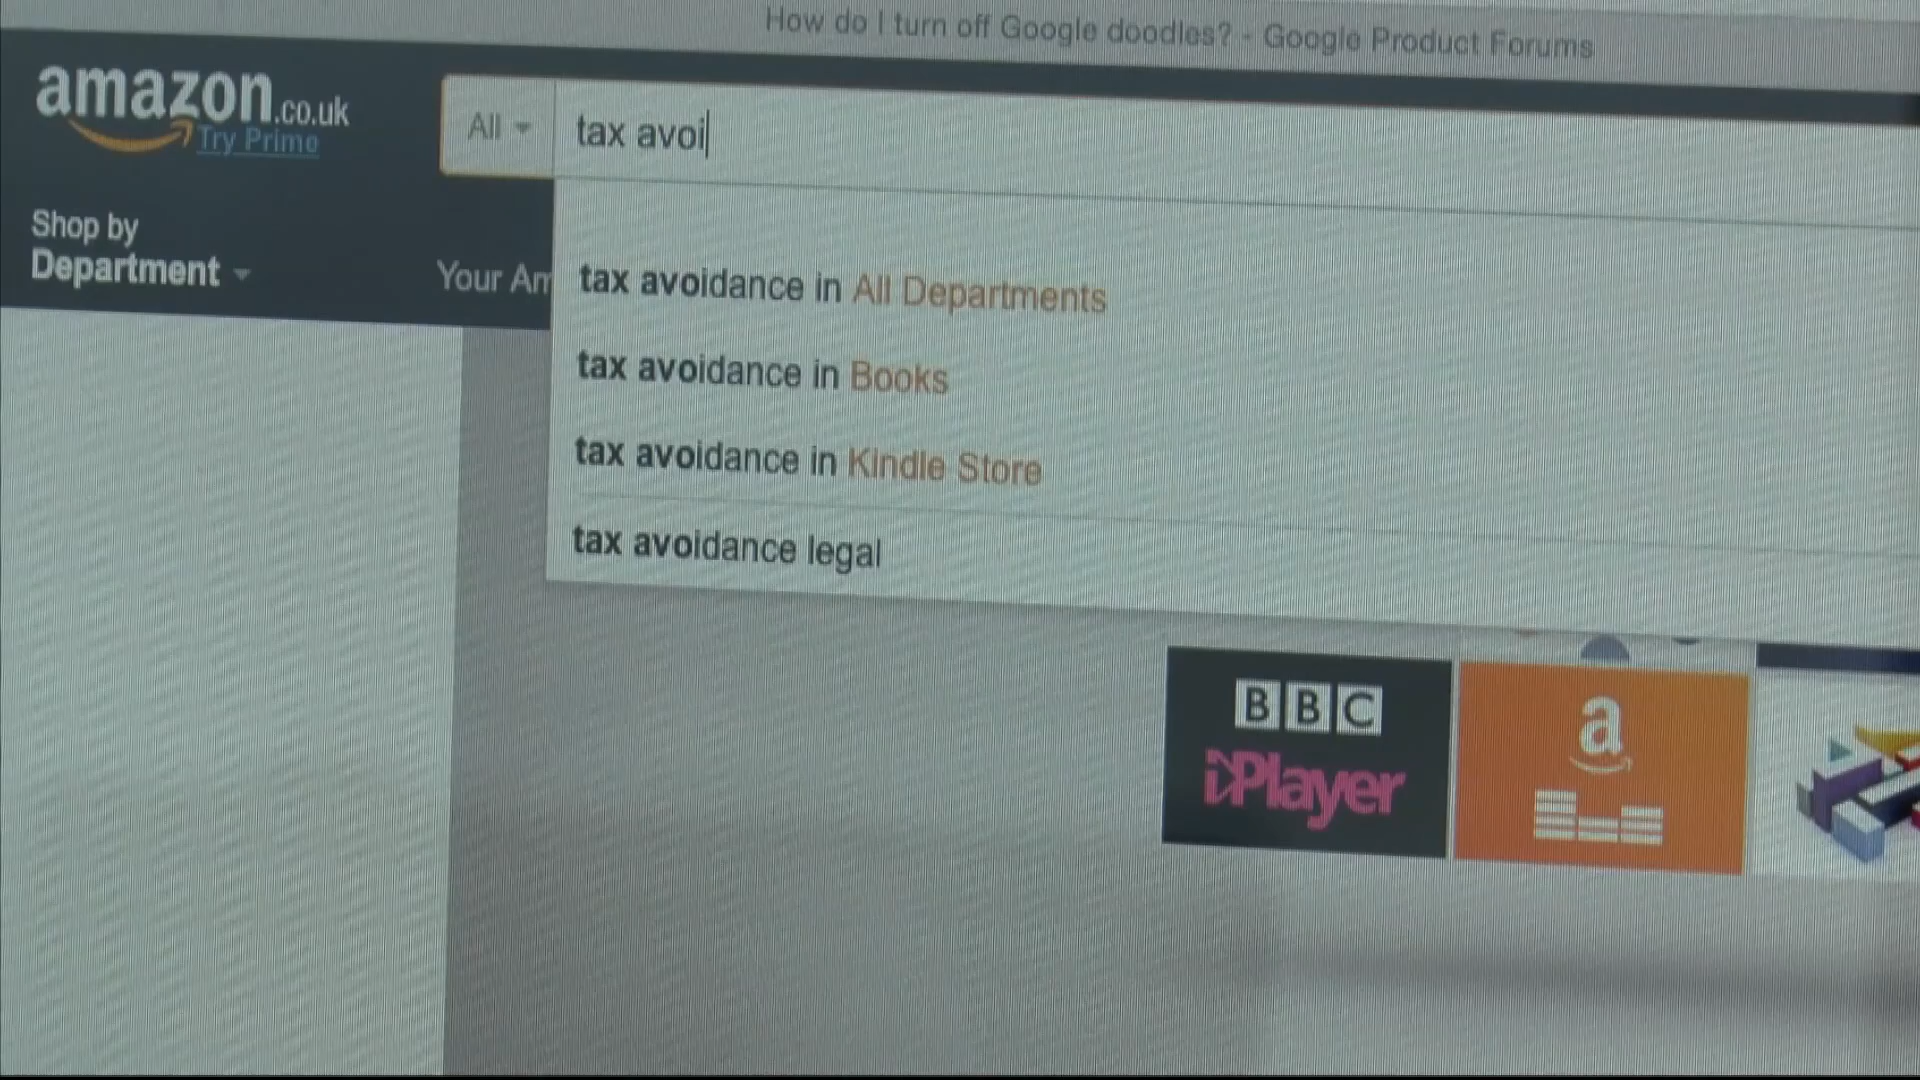 How do I turn off Google doodles? - Google Product Forums
amazon.co.uk
Try Prime
All
tax avoi
Shop by
Department
Your Am
tax avoidance in All Departments
tax avoidance in Books
tax avoidance in Kindle Store
tax avoidance legal
BBC
iPlayer
a